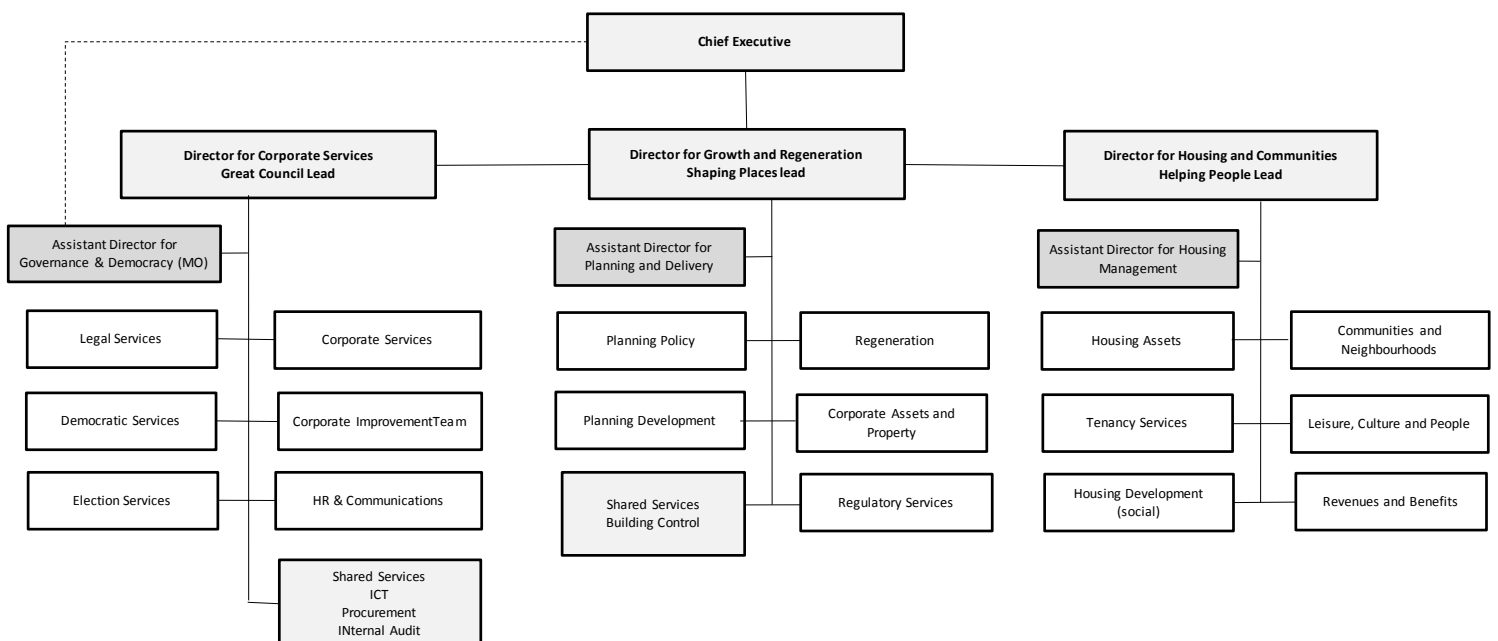 Chief Executive
Director for Corporate Services
Great Council Lead
Director for Growth and Regeneration
Shaping Places lead
Director for Housing and Communities
Helping People Lead
Assistant Director for
Governance & Democracy (MO)
Assistant Director for
Planning and Delivery
Assistant Director for Housing
Management
Legal Services
Corporate Services
Planning Policy
Regeneration
Housing Assets
Communities and
Neighbourhoods
Democratic Services
Corporate ImprovementTeam
Planning Development
Corporate Assets and
Property
Tenancy Services
Leisure, Culture and People
Election Services
HR & Communications
Shared Services
Building Control
Regulatory Services
Housing Development
(social)
Revenues and Benefits
Shared Services
ICT
Procurement
INternal Audit